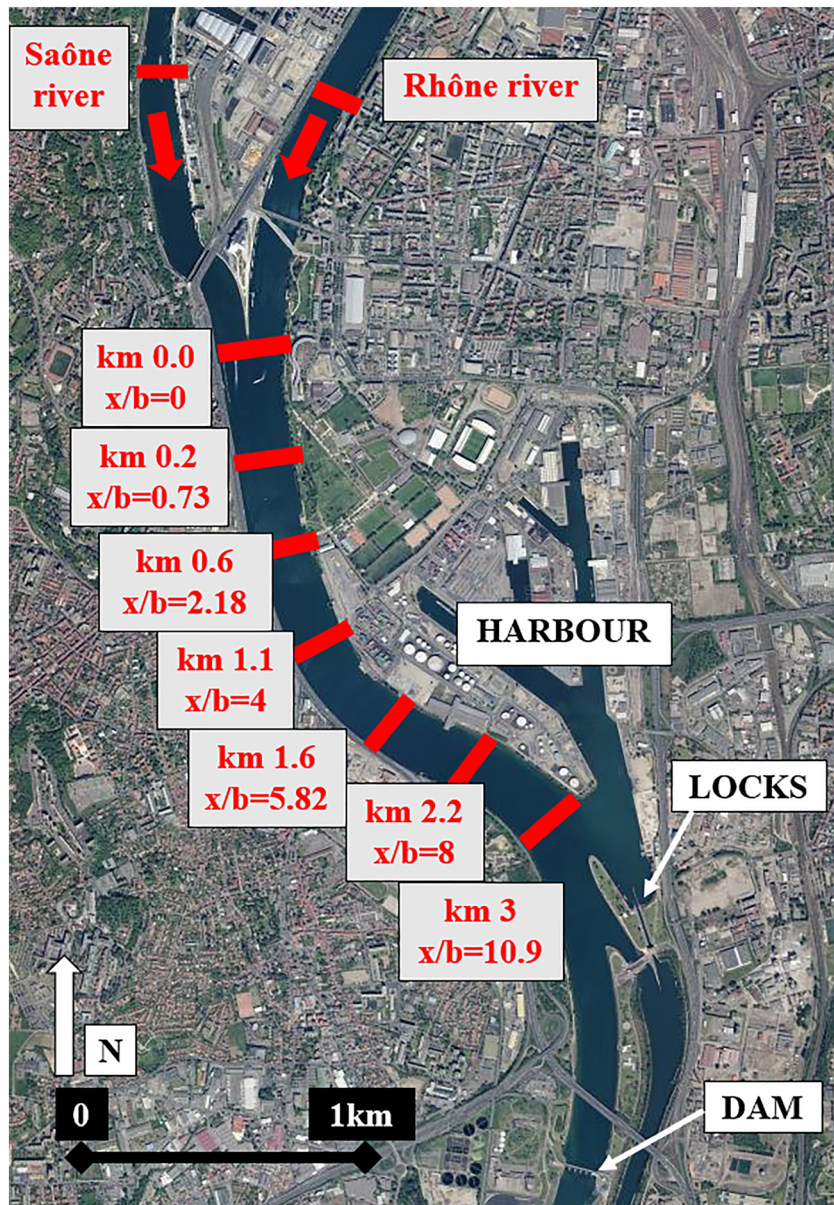 Saône
river
Rhône river
km 0.0
x/b=0
km 0.2
x/b=0.73
km 0.6
x/b=2.18
HARBOUR
km 1.1
x/b=4
km 1.6
x/b=5.82
LOCKS
km 2.2
x/b=8
km 3
x/b=10.9
N
0
1km
DAM